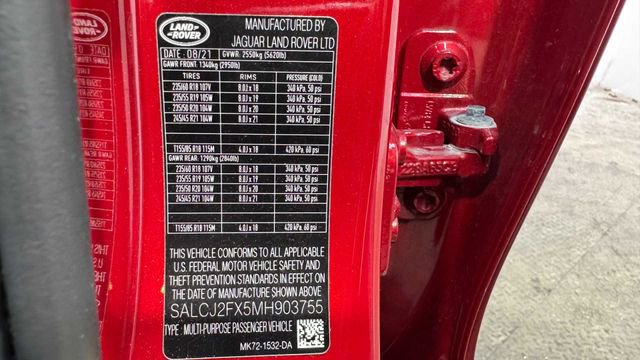 LAND
ROVER
MANUFACTURED BY
JAGUAR LAND ROVER LTD
DATE: 08/21 GVWR: 2550kg (5620lb)
GAWR FRONT: 1340kg (2950lb)
TIRES RIMS PRESSURE (COLD)
235/60 R18 107V 8.0J x 18 340 kPa, 50 psi
235/55 R19 105W 8.0J x 19 340 kPa, 50 psi
235/50 R20 104W 8.0J x 20 340 kPa, 50 psi
245/45 R21 104W 8.0J x 21 340 kPa, 50 psi
T155/85 R18 115M 4.0J x 18 420 kPa, 60 psi
GAWR REAR: 1290kg (2840lb)
235/60 R18 107V 8.0J x 18 340 kPa, 50 psi
235/55 R19 105W 8.0J x 19 340 kPa, 50 psi
235/50 R20 104W 8.0J x 20 340 kPa, 50 psi
245/45 R21 104W 8.0J x 21 340 kPa, 50 psi
T155/85 R18 115M 4.0J x 18 420 kPa, 60 psi
THIS VEHICLE CONFORMS TO ALL APPLICABLE
U.S. FEDERAL MOTOR VEHICLE SAFETY AND
THEFT PREVENTION STANDARDS IN EFFECT ON THE
DATE OF MANUFACTURE SHOWN ABOVE
SALCJ2FX5MH903755
TYPE: MULTI-PURPOSE PASSENGER VEHICLE
MK72-1532-DA